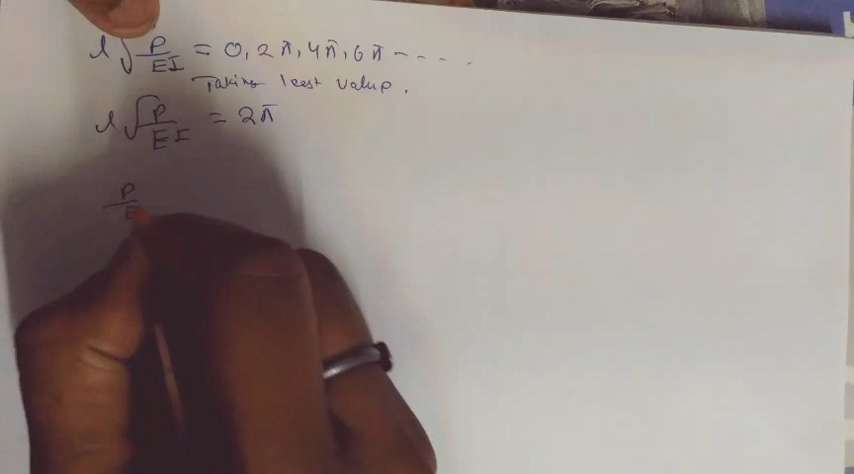 l√P/EI = 0, 2π, 4π, 6π ‒ ‒ ‒ ‒ .
Taking least value.
l√P/EI = 2π
P/E